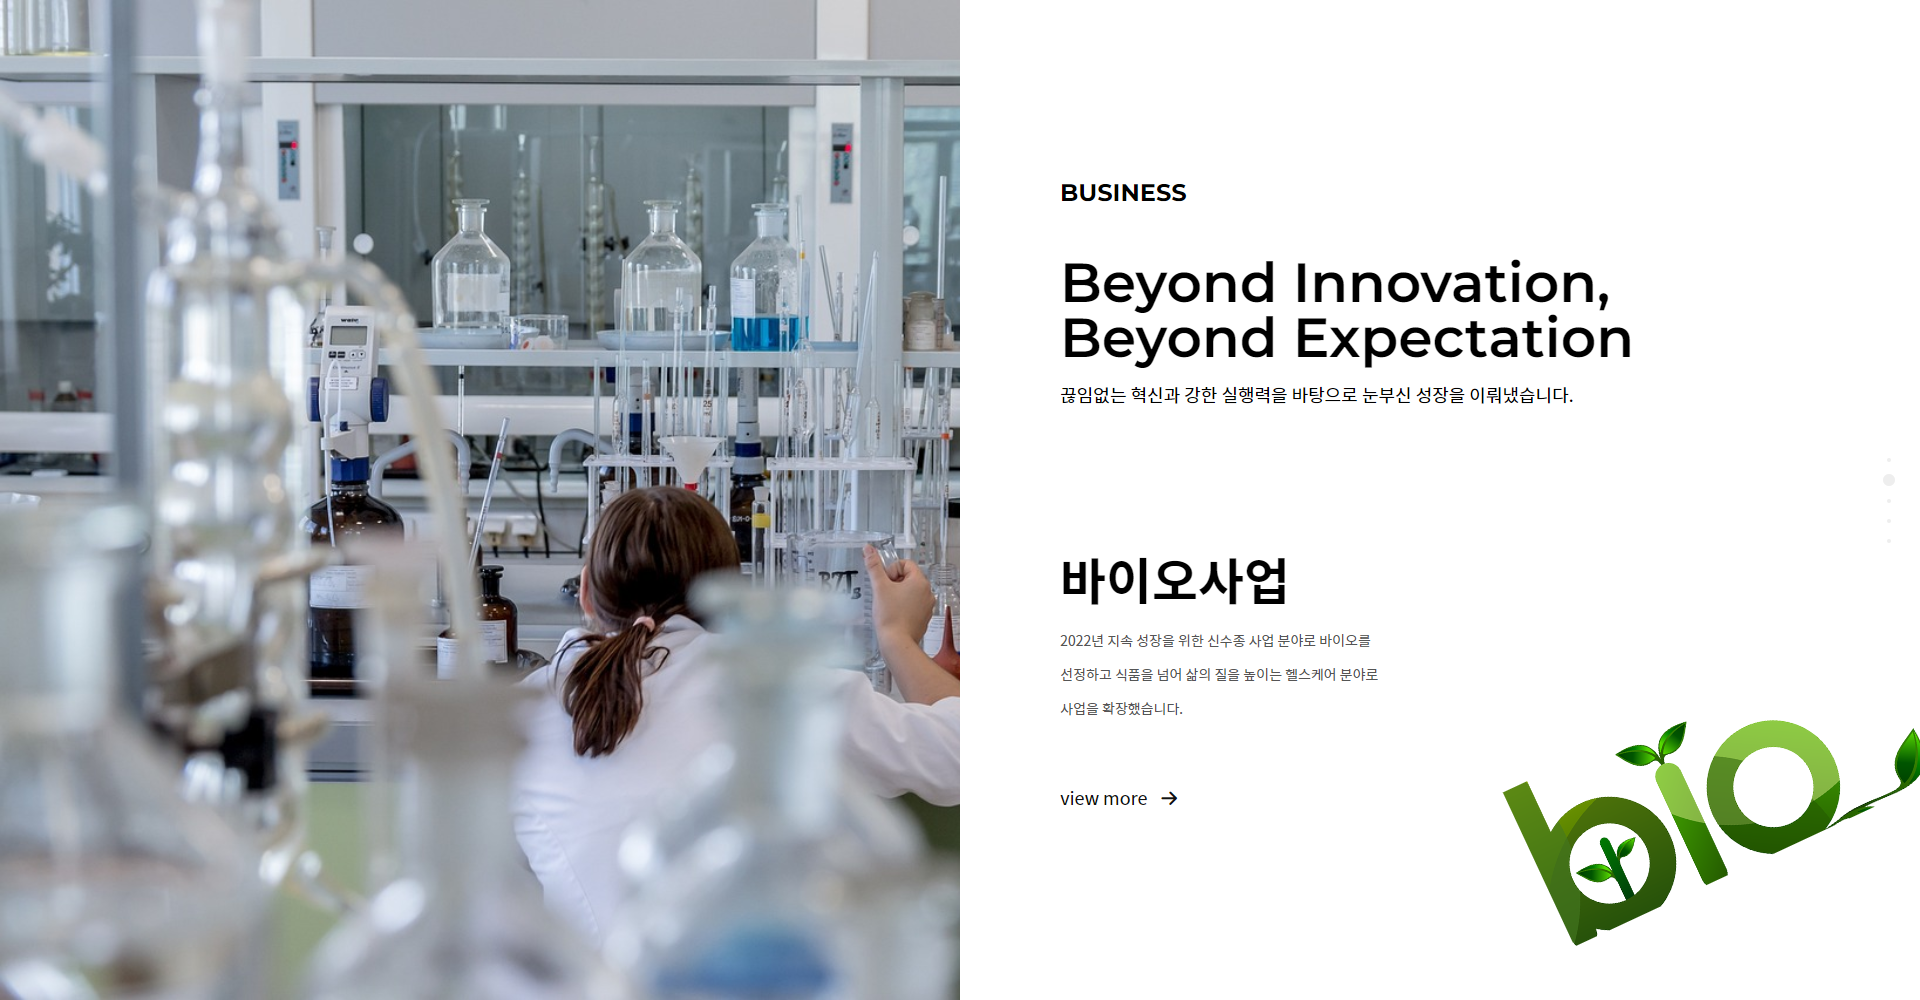 BUSINESS
Beyond Innovation,
Beyond Expectation
끊임없는 혁신과 강한 실행력을 바탕으로 눈부신 성장을 이뤄냈습니다.
바이오사업
2022년 지속 성장을 위한 신수종 사업 분야로 바이오를
선정하고 식품을 넘어 삶의 질을 높이는 헬스케어 분야로
사업을 확장했습니다.
view more
bio